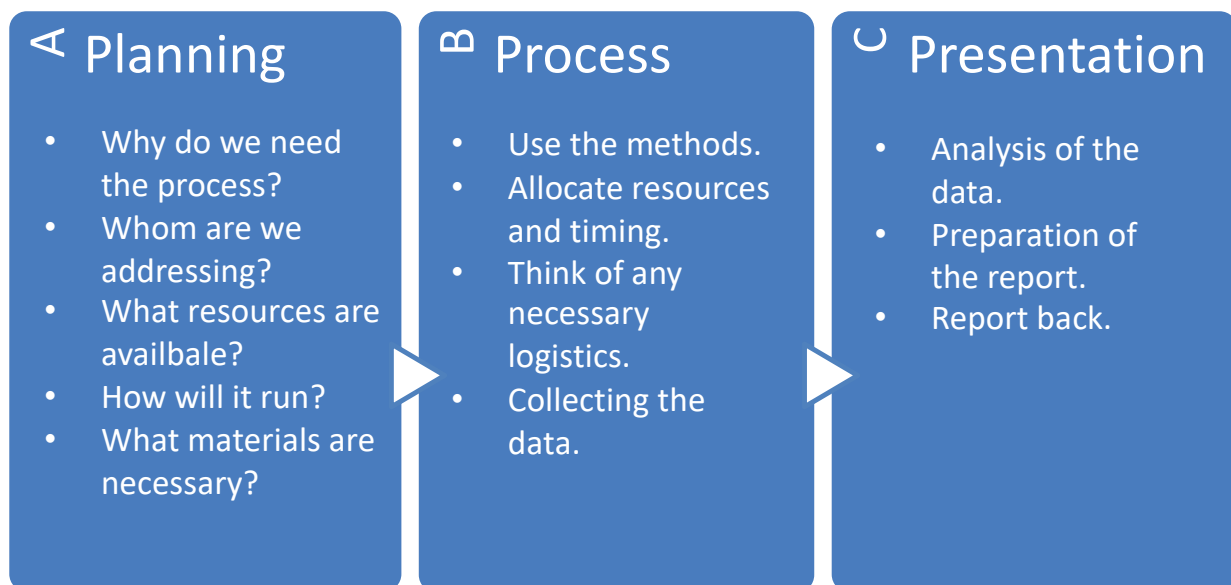 A Planning
• Why do we need
the process?
• Whom are we
addressing?
• What resources are
availbale?
• How will it run?
• What materials are
necessary?
B Process
• Use the methods.
• Allocate resources
and timing.
• Think of any
necessary
logistics.
• Collecting the
data.
C Presentation
• Analysis of the
data.
• Preparation of
the report.
• Report back.